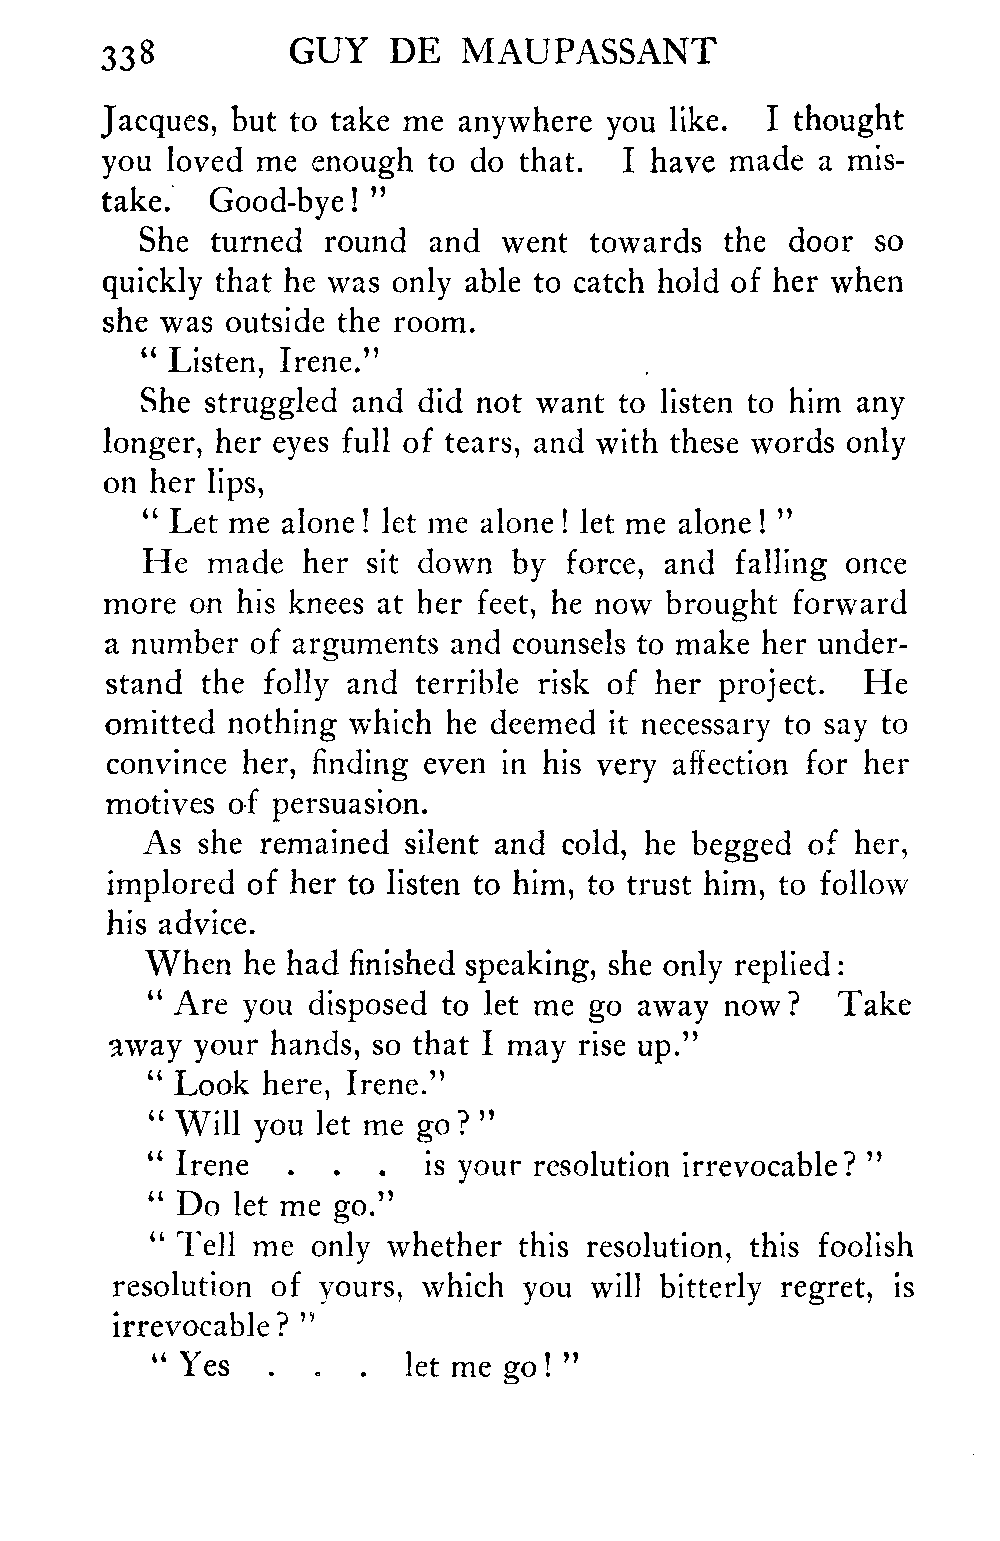 338 GUY DE MAUPASSANT
Jacques, but to take me anywhere you like. I thought
you loved me enough to do that. I have made a mis-
take. Good-bye! "
She turned round and went towards the door so
quickly that he was only able to catch hold of her when
she was outside the room.
" Listen, Irene."
She struggled and did not want to listen to him any
longer, her eyes full of tears, and with these words only
on her lips,
" Let me alone! let me alone! let me alone! "
He made her sit down by force, and falling once
more on his knees at her feet, he now brought forward
a number of arguments and counsels to make her under-
stand the folly and terrible risk of her project. He
omitted nothing which he deemed it necessary to say to
convince her, finding even in his very affection for her
motives of persuasion.
As she remained silent and cold, he begged of her,
implored of her to listen to him, to trust him, to follow
his advice.
When he had finished speaking, she only replied:
" Are you disposed to let me go away now? Take
away your hands, so that I may rise up."
" Look here, Irene."
" Will you let me go? "
" Irene . . . is your resolution irrevocable? "
" Do let me go."
" Tell me only whether this resolution, this foolish
resolution of yours, which you will bitterly regret, is
irrevocable? "
" Yes . . . let me go! "